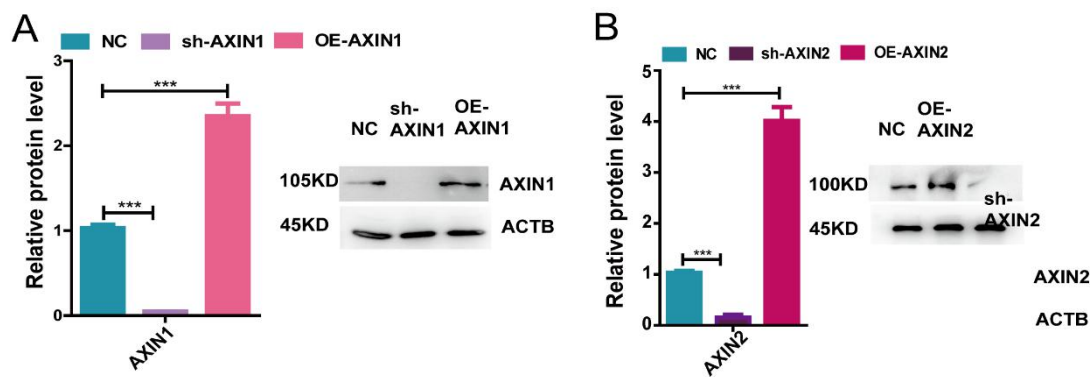 A
NC sh-AXIN1 OE-AXIN1
Relative protein level
3
2
1
0
***
***
AXIN1
NC
sh-
AXIN1
OE-
AXIN1
105KD
AXIN1
45KD
ACTB
B
NC sh-AXIN2 OE-AXIN2
Relative protein level
5
4
3
2
1
0
***
***
AXIN2
NC
OE-
AXIN2
100KD
sh-
AXIN2
45KD
AXIN2
ACTB